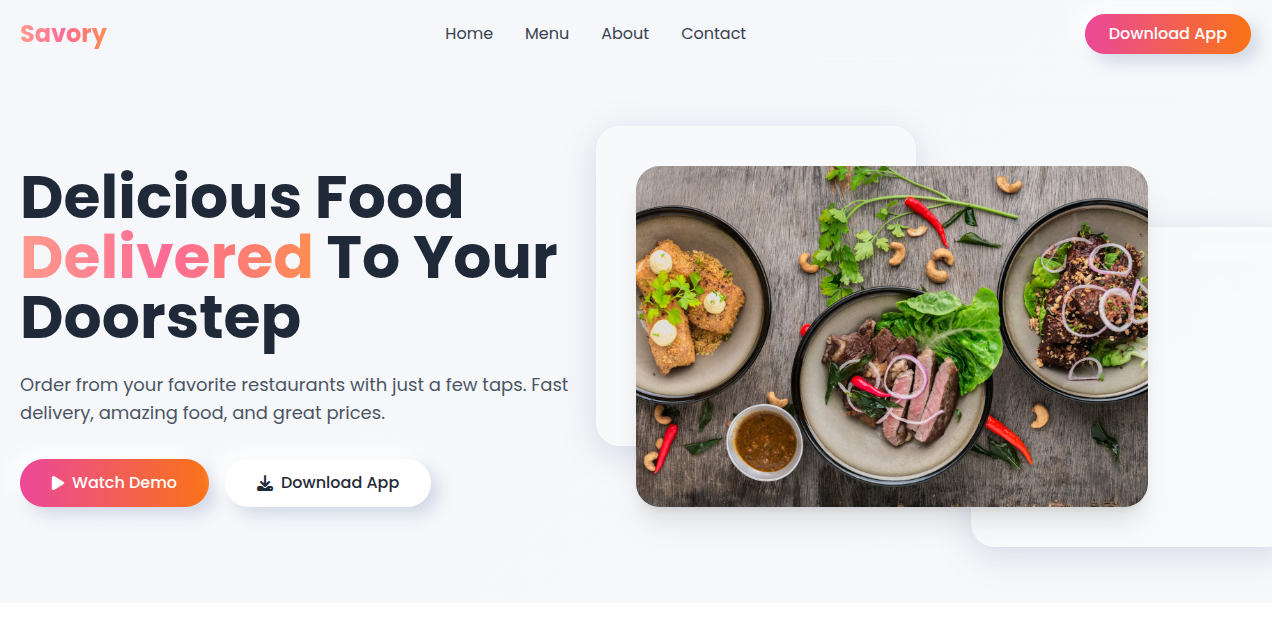 Savory
Home
Menu
About
Contact
Download App
Delicious Food
Delivered To Your
Doorstep
Order from your favorite restaurants with just a few taps. Fast
delivery, amazing food, and great prices.
Watch Demo
Download App